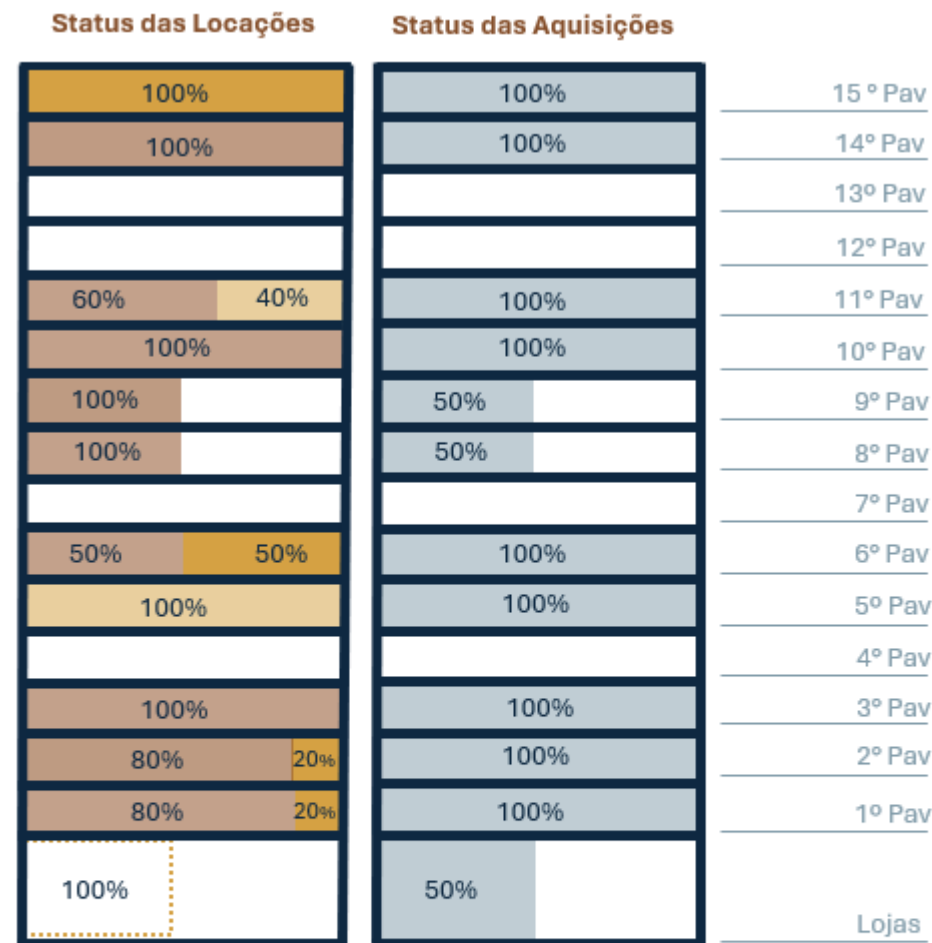 Status das Locações Status das Aquisições
100% 100% 15 º Pav
100% 100% 14º Pav
13º Pav
12º Pav
60% 40% 100% 11º Pav
100% 100% 10º Pav
100% 50% 9º Pav
100% 50% 8º Pav
7º Pav
50% 50% 100% 6º Pav
100% 100% 5º Pav
4º Pav
100% 100% 3º Pav
80% 20% 100% 2º Pav
80% 20% 100% 1º Pav
100% 50%
Lojas